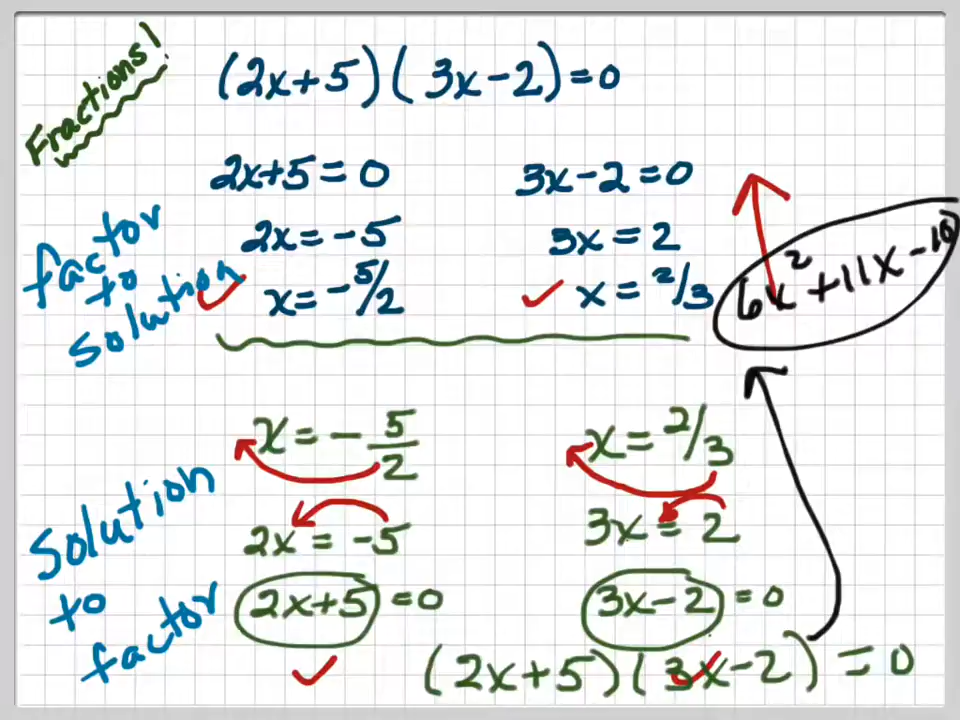 Fractions!
(2x+5)(3x-2)=0
2x+5=0
3x-2=0
factor
to
solution
2x=-5
3x=2
x=-5/2
x=2/3
6x²+11x-10
Solution
to
factor
x=-5/2
x=2/3
2x=-5
3x=2
2x+5=0
3x-2=0
(2x+5)(3x-2)=0